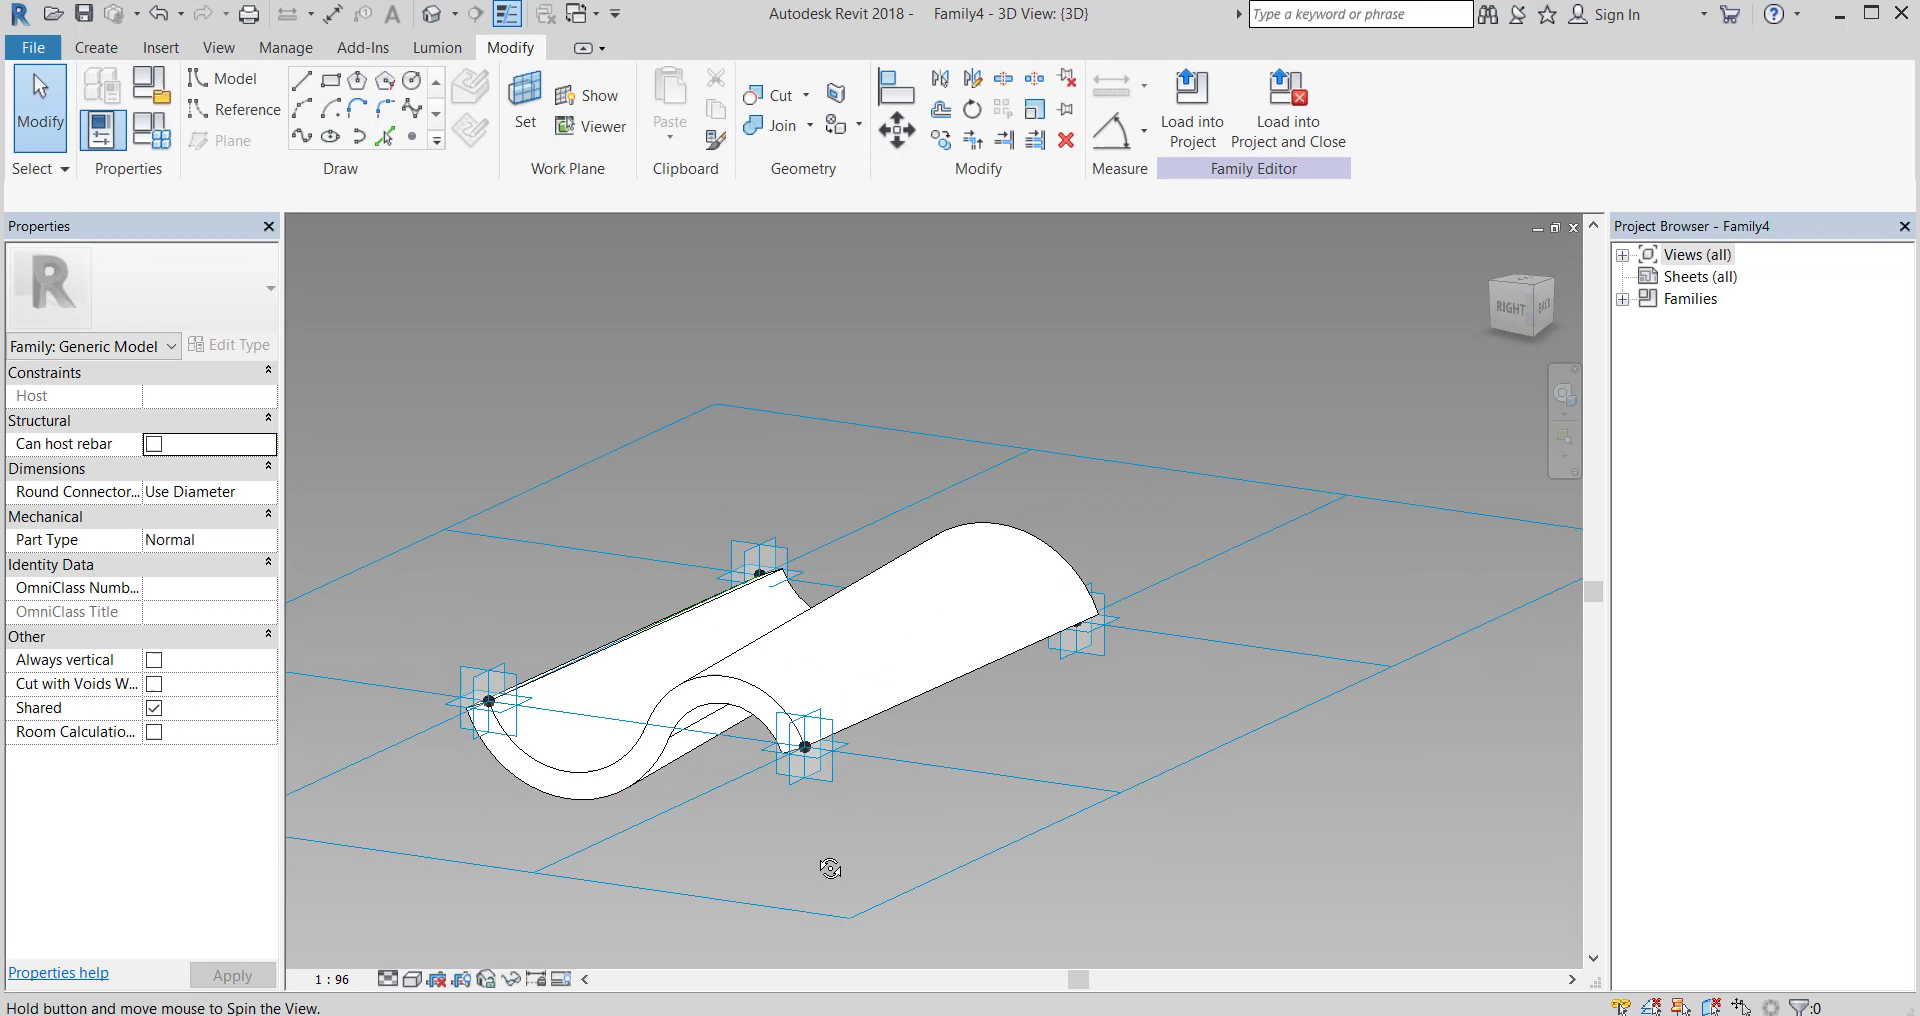 Autodesk Revit 2018 - Family4 - 3D View: {3D}
Type a keyword or phrase
Sign In
File Create Insert View Manage Add-Ins Lumion Modify
Modify
Select
Properties
Model
Reference
Plane
Draw
Set
Show
Viewer
Work Plane
Paste
Clipboard
Cut
Join
Geometry
Modify
Measure
Load into
Project
Load into
Project and Close
Family Editor
Properties
R
Family: Generic Model Edit Type
Constraints
Host
Structural
Can host rebar
Dimensions
Round Connector... Use Diameter
Mechanical
Part Type Normal
Identity Data
OmniClass Numb...
OmniClass Title
Other
Always vertical
Cut with Voids W...
Shared
Room Calculatio...
Properties help Apply
RIGHT BACK
1 : 96
Project Browser - Family4
Views (all)
Sheets (all)
Families
Hold button and move mouse to Spin the View.
:0